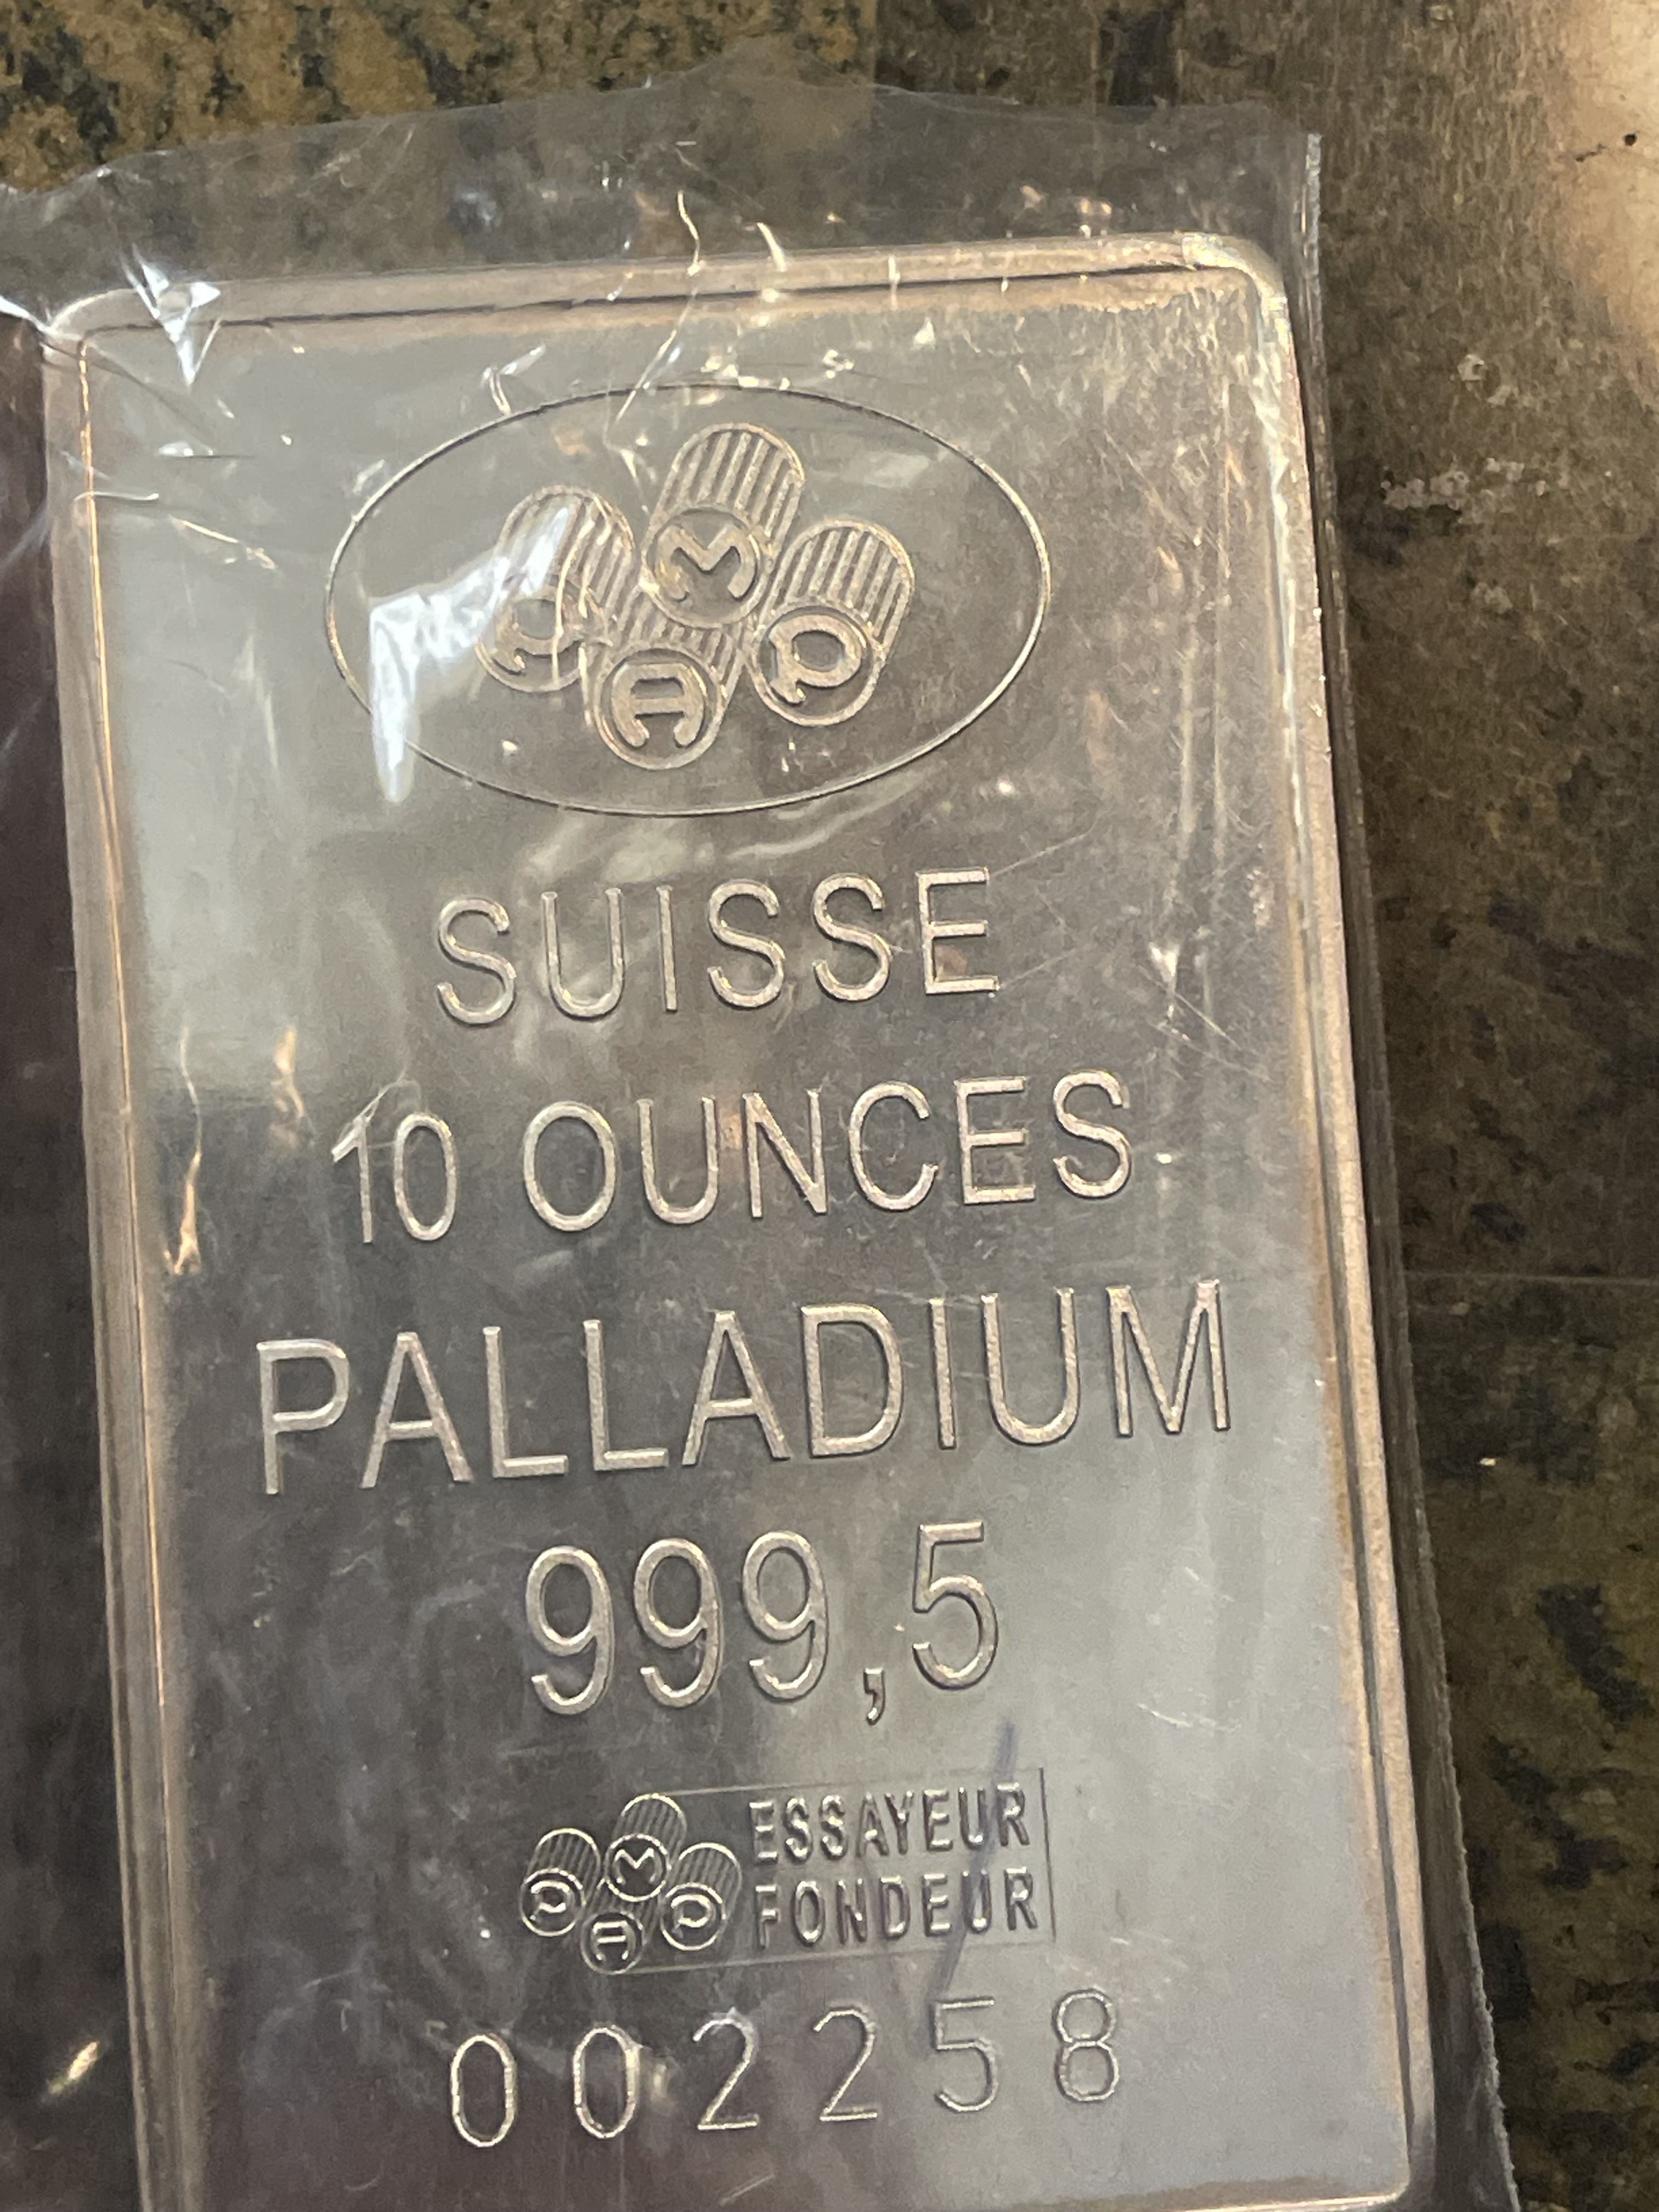 PAMP
SUISSE
10 OUNCES
PALLADIUM
999,5
PAMP
ESSAYEUR
FONDEUR
002258